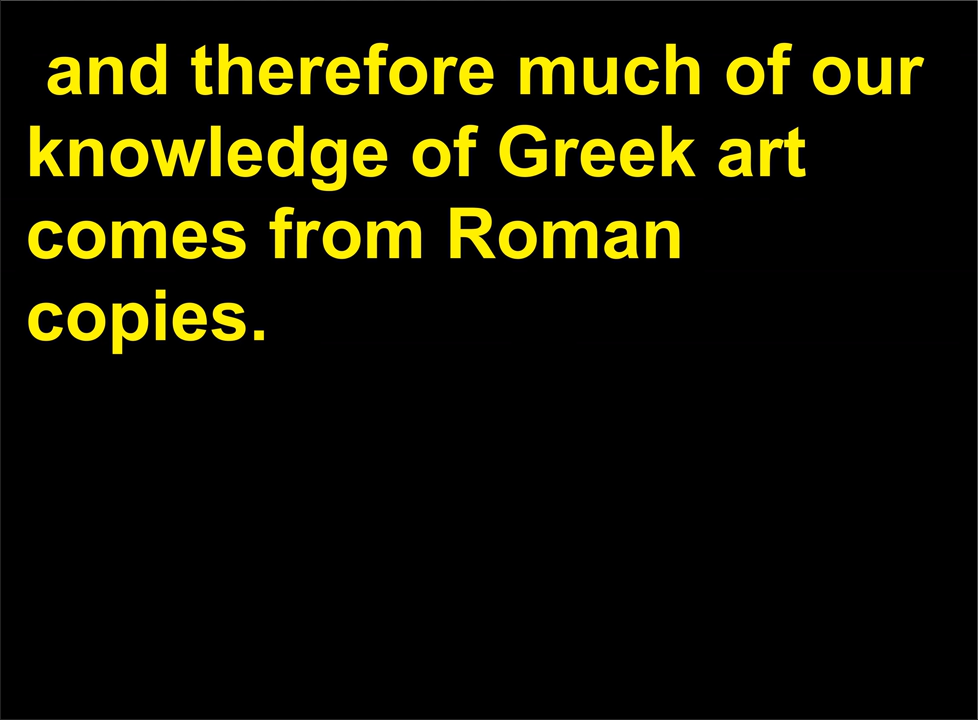 and therefore much of our
knowledge of Greek art
comes from Roman
copies.